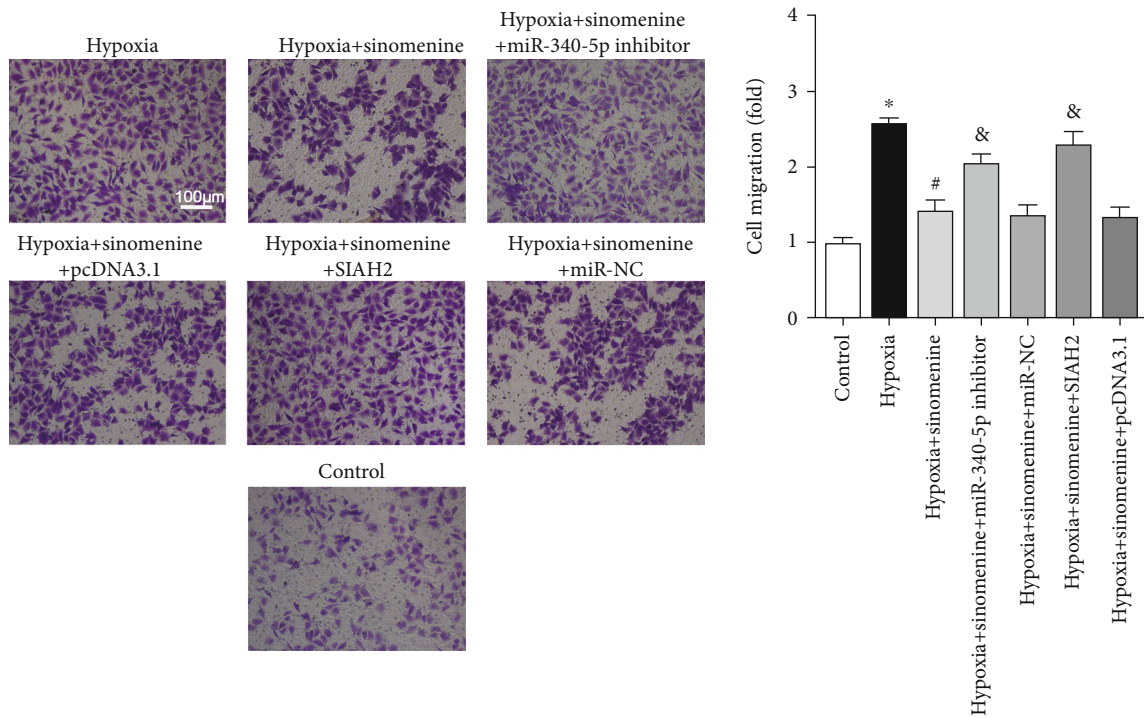 Hypoxia
Hypoxia+sinomenine
Hypoxia+sinomenine
+miR-340-5p inhibitor
100μm
Hypoxia+sinomenine
+pcDNA3.1
Hypoxia+sinomenine
+SIAH2
Hypoxia+sinomenine
+miR-NC
Control
Cell migration (fold)
4
3
2
1
0
*
#
&
&
Control
Hypoxia
Hypoxia+sinomenine
Hypoxia+sinomenine+miR-340-5p inhibitor
Hypoxia+sinomenine+miR-NC
Hypoxia+sinomenine+SIAH2
Hypoxia+sinomenine+pcDNA3.1